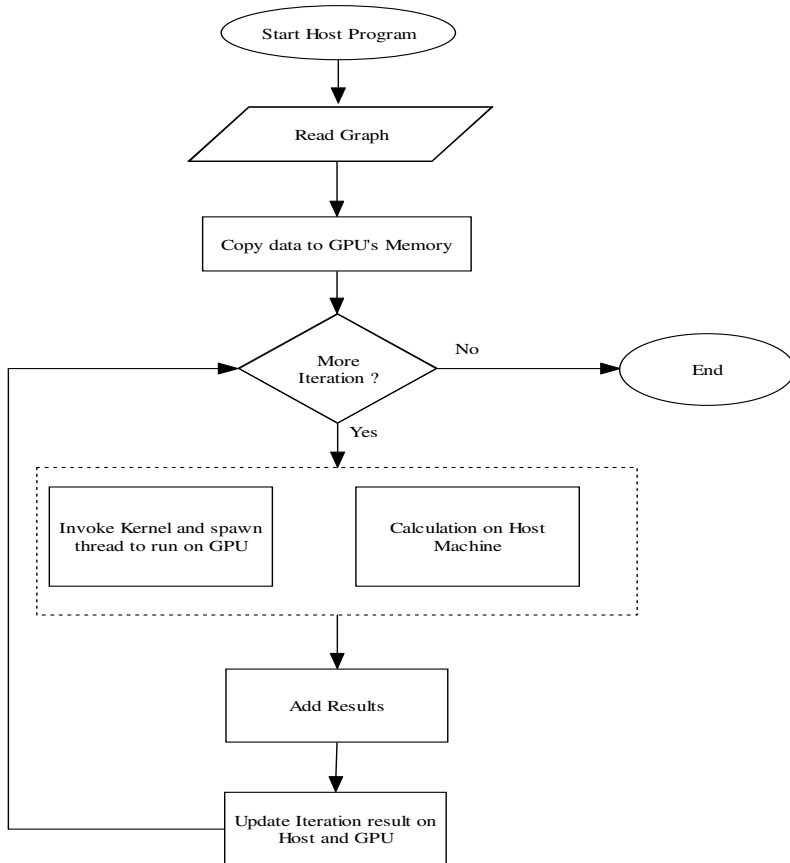 Start Host Program
Read Graph
Copy data to GPU's Memory
More
Iteration ?
No
End
Yes
Invoke Kernel and spawn
thread to run on GPU
Calculation on Host
Machine
Add Results
Update Iteration result on
Host and GPU